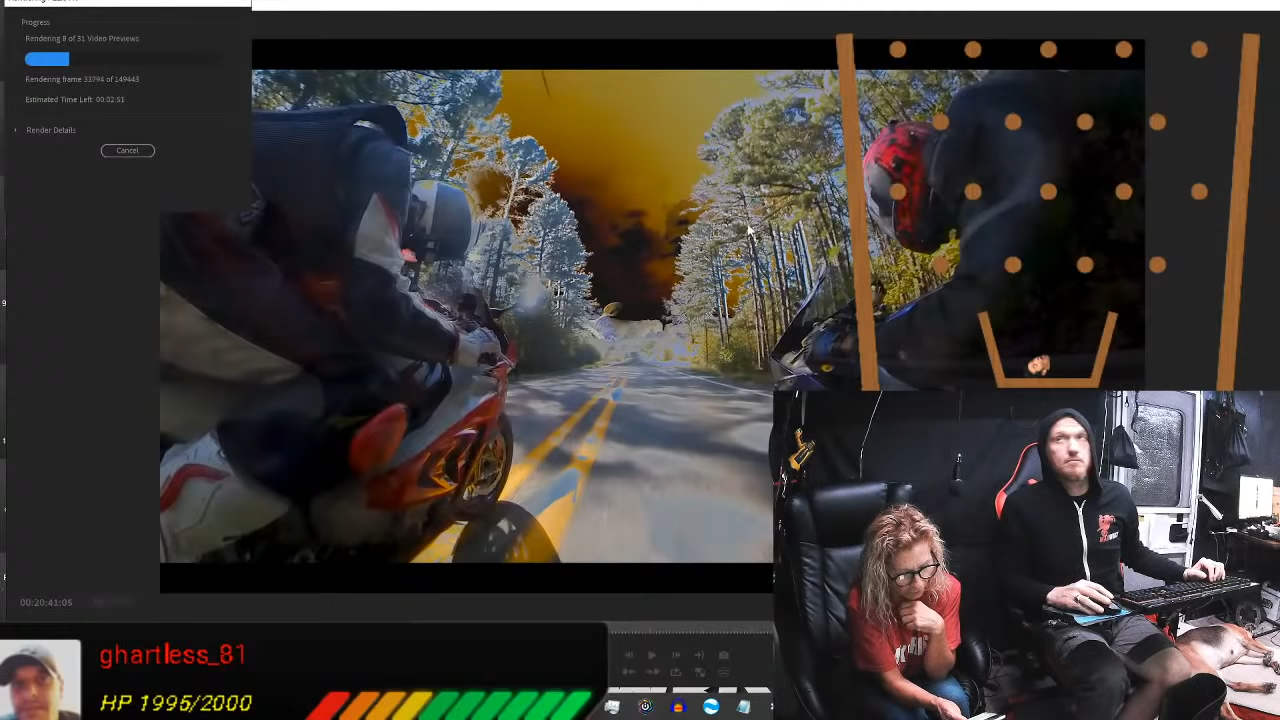 Progress
Rendering 8 of 31 Video Previews
Rendering frame 33794 of 149443
Estimated Time Left 00:02:51
Render Details
Cancel
00:20:41:05
ghartless_81
HP 1995/2000